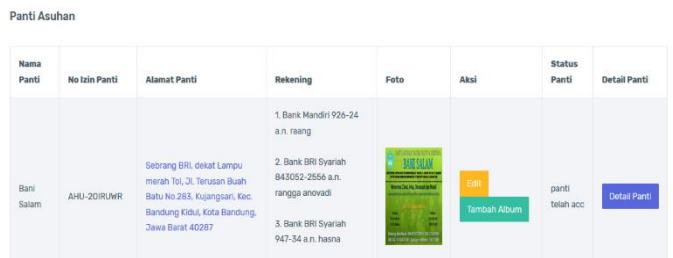 Panti Asuhan
Nama Panti
No Izin Panti
Alamat Panti
Rekening
Foto
Aksi
Status Panti
Detail Panti
Bani Salam
AHU-20IRUWR
Sebrang BRI, dekat Lampu
merah Tol, Jl. Terusan Buah
Batu No.283, Kujangsari, Kec.
Bandung Kidul, Kota Bandung,
Jawa Barat 40287
1. Bank Mandiri 926-24
a.n. raang
2. Bank BRI Syariah
843052-2556 a.n.
rangga anovadi
3. Bank BRI Syariah
947-34 a.n. hasna
BANI SALAM
Edit
Tambah Album
panti
telah acc
Detail Panti